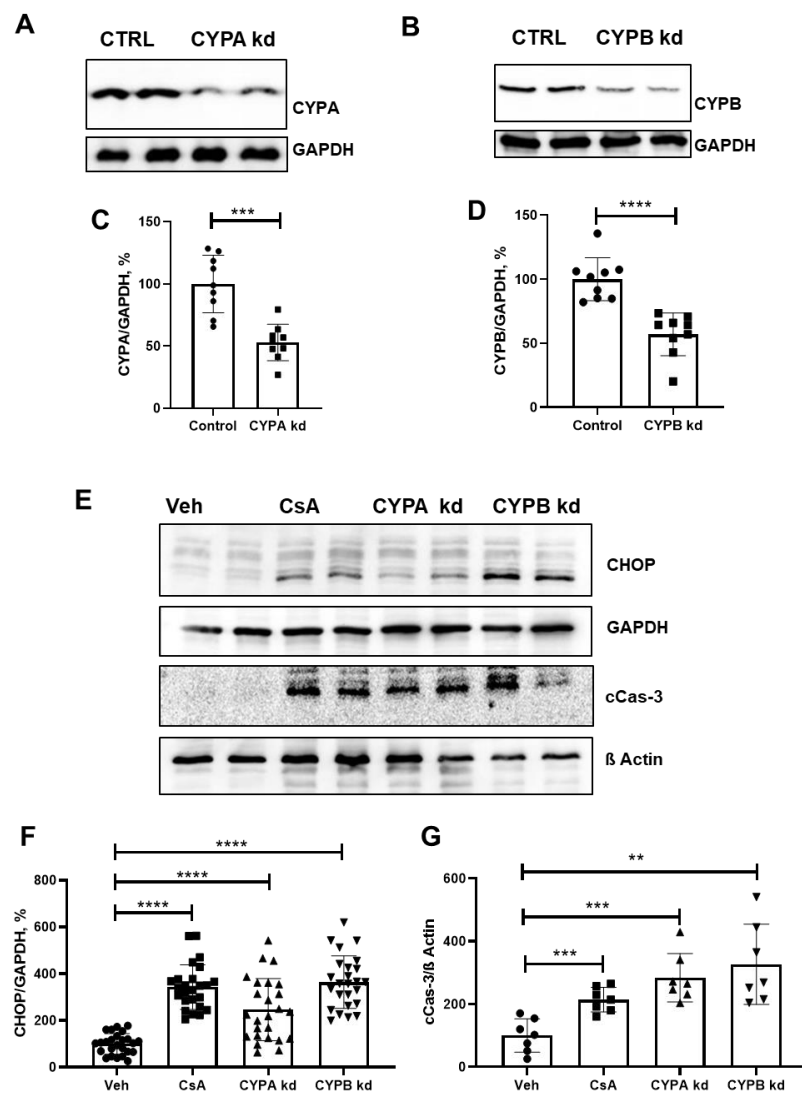 A
CTRL CYPA kd
CYPA
GAPDH
B
CTRL CYPB kd
CYPB
GAPDH
C
***
CYPA/GAPDH, %
150
100
50
0
Control CYPA kd
D
****
CYPB/GAPDH, %
150
100
50
0
Control CYPB kd
E
Veh CsA CYPA kd CYPB kd
CHOP
GAPDH
cCas-3
ß Actin
F
****
****
****
CHOP/GAPDH, %
800
600
400
200
0
Veh CsA CYPA kd CYPB kd
G
**
***
***
cCas-3/ß Actin
600
400
200
0
Veh CsA CYPA kd CYPB kd